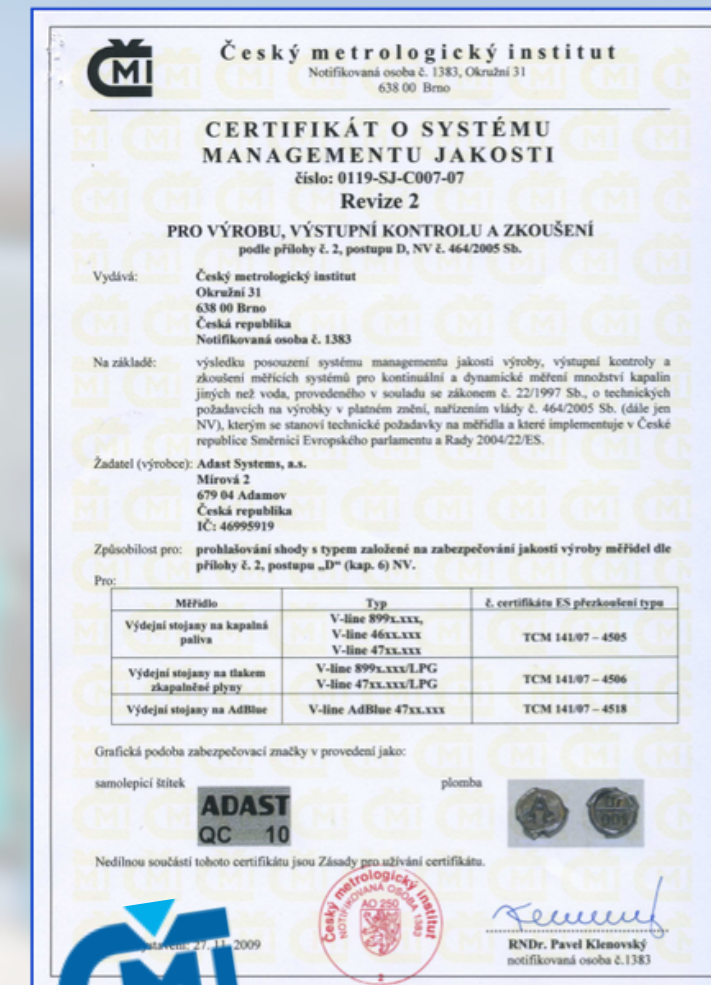 ČMI
Český metrologický institut
Notifikovaná osoba č. 1383, Okružní 31
638 00 Brno
CERTIFIKÁT O SYSTÉMU
MANAGEMENTU JAKOSTI
číslo: 0119-SJ-C007-07
Revize 2
PRO VÝROBU, VÝSTUPNÍ KONTROLU A ZKOUŠENÍ
podle přílohy č. 2, postupu D, NV č. 464/2005 Sb.
Vydává: Český metrologický institut
Okružní 31
638 00 Brno
Česká republika
Notifikovaná osoba č. 1383
Na základě: výsledku posouzení systému managementu jakosti výroby, výstupní kontroly a
zkoušení měřících systémů pro kontinuální a dynamické měření množství kapalin
jiných než voda, provedeného v souladu se zákonem č. 22/1997 Sb., o technických
požadavcích na výrobky v platném znění, nařízením vlády č. 464/2005 Sb. (dále jen
NV), kterým se stanoví technické požadavky na měřidla a které implementuje v České
republice Směrnici Evropského parlamentu a Rady 2004/22/ES.
Žadatel (výrobce): Adast Systems, a.s.
Mírová 2
679 04 Adamov
Česká republika
IČ: 46995919
Způsobilost pro: prohlašování shody s typem založené na zabezpečování jakosti výroby měřidel dle
přílohy č. 2, postupu „D“ (kap. 6) NV.
Pro:
Měřidlo Typ č. certifikátu ES přezkoušení typu
Výdejní stojany na kapalná paliva V-line 899x.xxx, V-line 46xx.xxx V-line 47xx.xxx TCM 141/07 – 4505
Výdejní stojany na tlakem zkapalněné plyny V-line 899x.xxx/LPG V-line 47xx.xxx/LPG TCM 141/07 – 4506
Výdejní stojany na AdBlue V-line AdBlue 47xx.xxx TCM 141/07 – 4518
Grafická podoba zabezpečovací značky v provedení jako:
samolepicí štítek plomba
ADAST
QC 10
Nedílnou součástí tohoto certifikátu jsou Zásady pro užívání certifikátu.
Český metrologický institut
NOTIFIKOVANÁ OSOBA 1383
AO 250
2
27. 11. 2009
RNDr. Pavel Klenovský
notifikovaná osoba č.1383